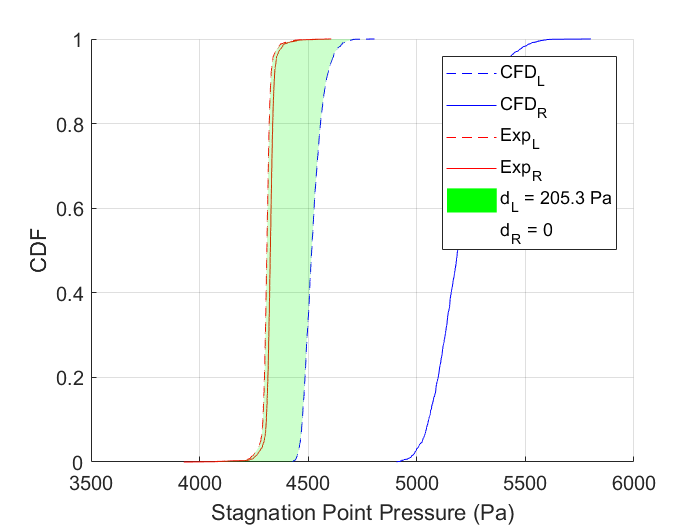 1
0.8
0.6
0.4
0.2
0
3500 4000 4500 5000 5500 6000
CDF
Stagnation Point Pressure (Pa)
CFD_L
CFD_R
Exp_L
Exp_R
d_L = 205.3 Pa
d_R = 0